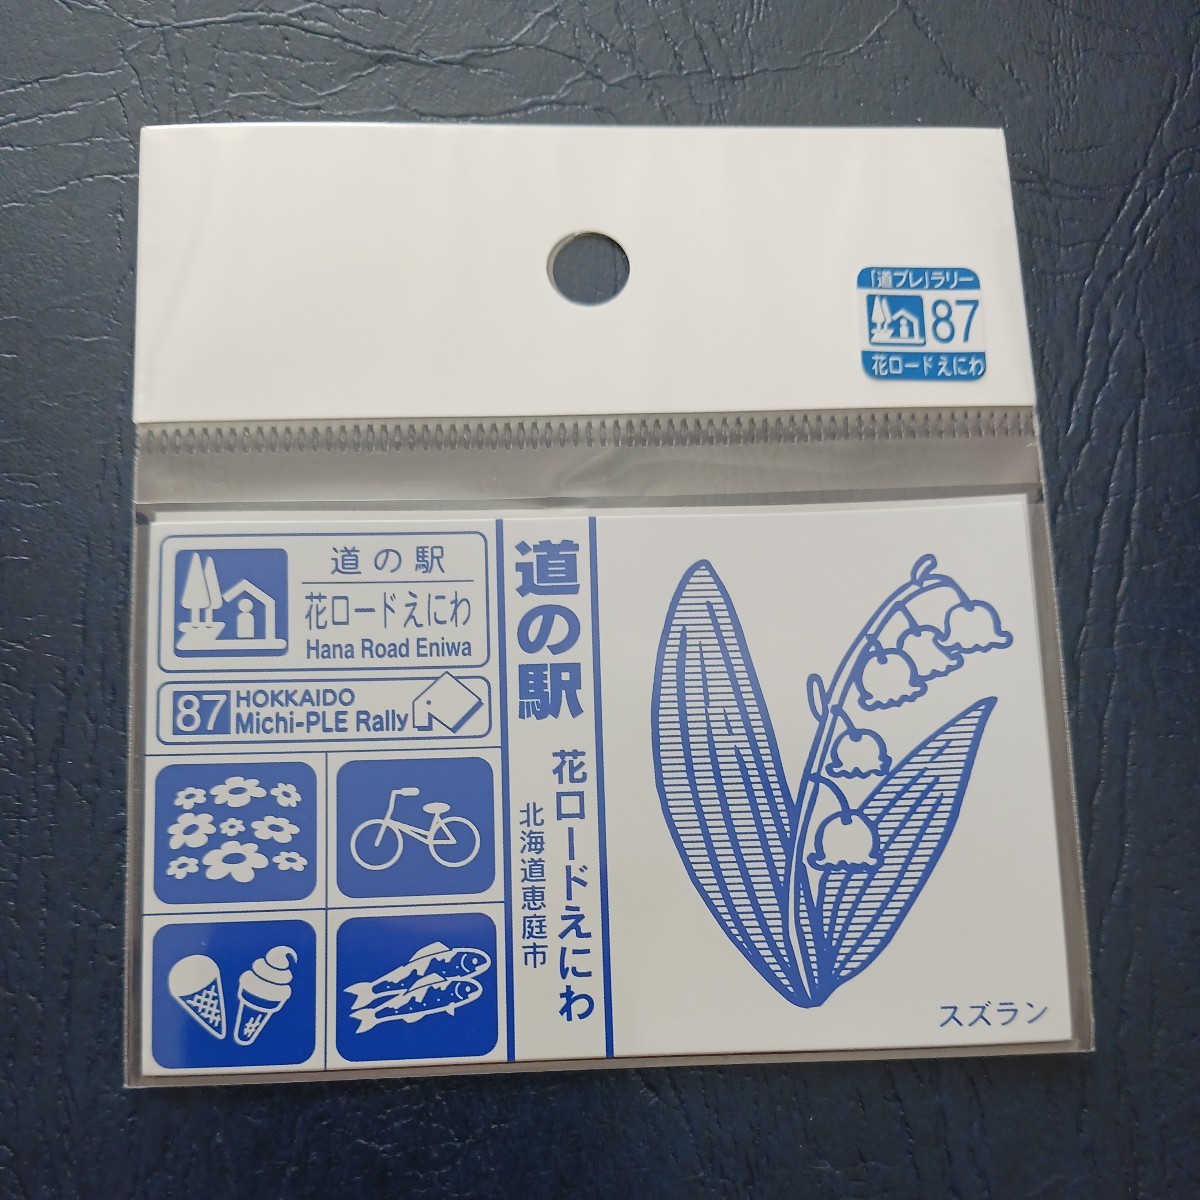 「道プレ」ラリー
87
花ロードえにわ
道の駅
花ロードえにわ
Hana Road Eniwa
87 HOKKAIDO
Michi-PLE Rally
道の駅
花ロードえにわ
北海道恵庭市
スズラン